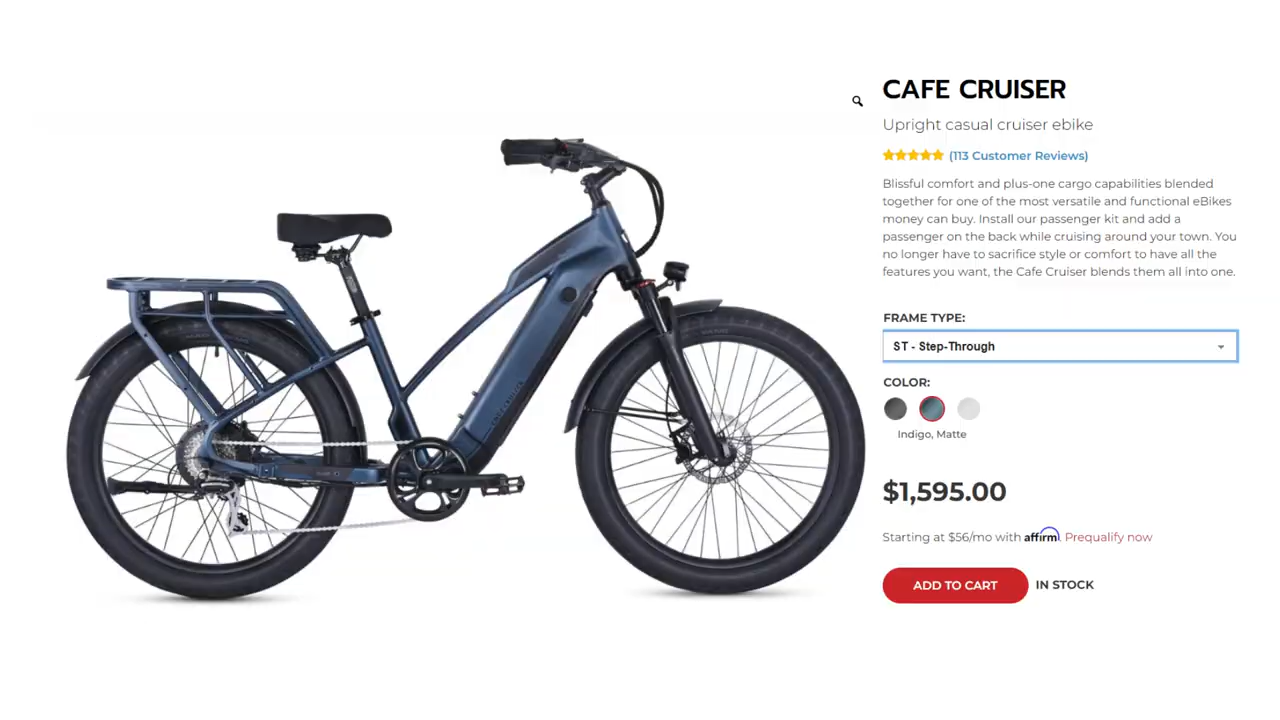 CAFE CRUISER
Upright casual cruiser ebike
(113 Customer Reviews)
Blissful comfort and plus-one cargo capabilities blended
together for one of the most versatile and functional eBikes
money can buy. Install our passenger kit and add a
passenger on the back while cruising around your town. You
no longer have to sacrifice style or comfort to have all the
features you want, the Cafe Cruiser blends them all into one.
FRAME TYPE:
ST - Step-Through
COLOR:
Indigo, Matte
$1,595.00
Starting at $56/mo with affirm. Prequalify now
ADD TO CART IN STOCK